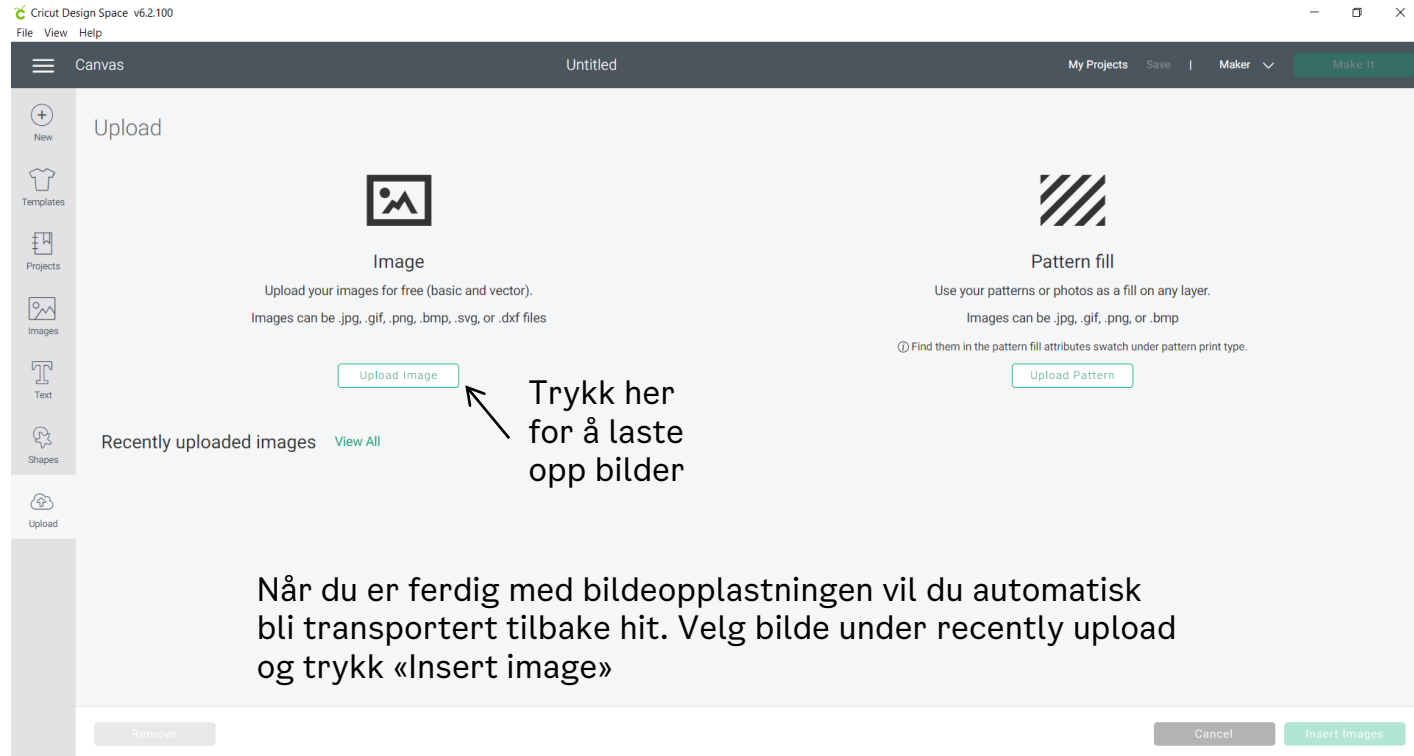 Cricut Design Space v6.2.100
File View Help
Canvas Untitled My Projects Save | Maker Make It
New
Templates
Projects
Images
Text
Shapes
Upload
Upload
Image
Upload your images for free (basic and vector).
Images can be .jpg, .gif, .png, .bmp, .svg, or .dxf files
Upload Image
Pattern fill
Use your patterns or photos as a fill on any layer.
Images can be .jpg, .gif, .png, or .bmp
Find them in the pattern fill attributes swatch under pattern print type.
Upload Pattern
Trykk her
for å laste
opp bilder
Recently uploaded images View All
Når du er ferdig med bildeopplastningen vil du automatisk
bli transportert tilbake hit. Velg bilde under recently upload
og trykk «Insert image»
Remove Cancel Insert Images